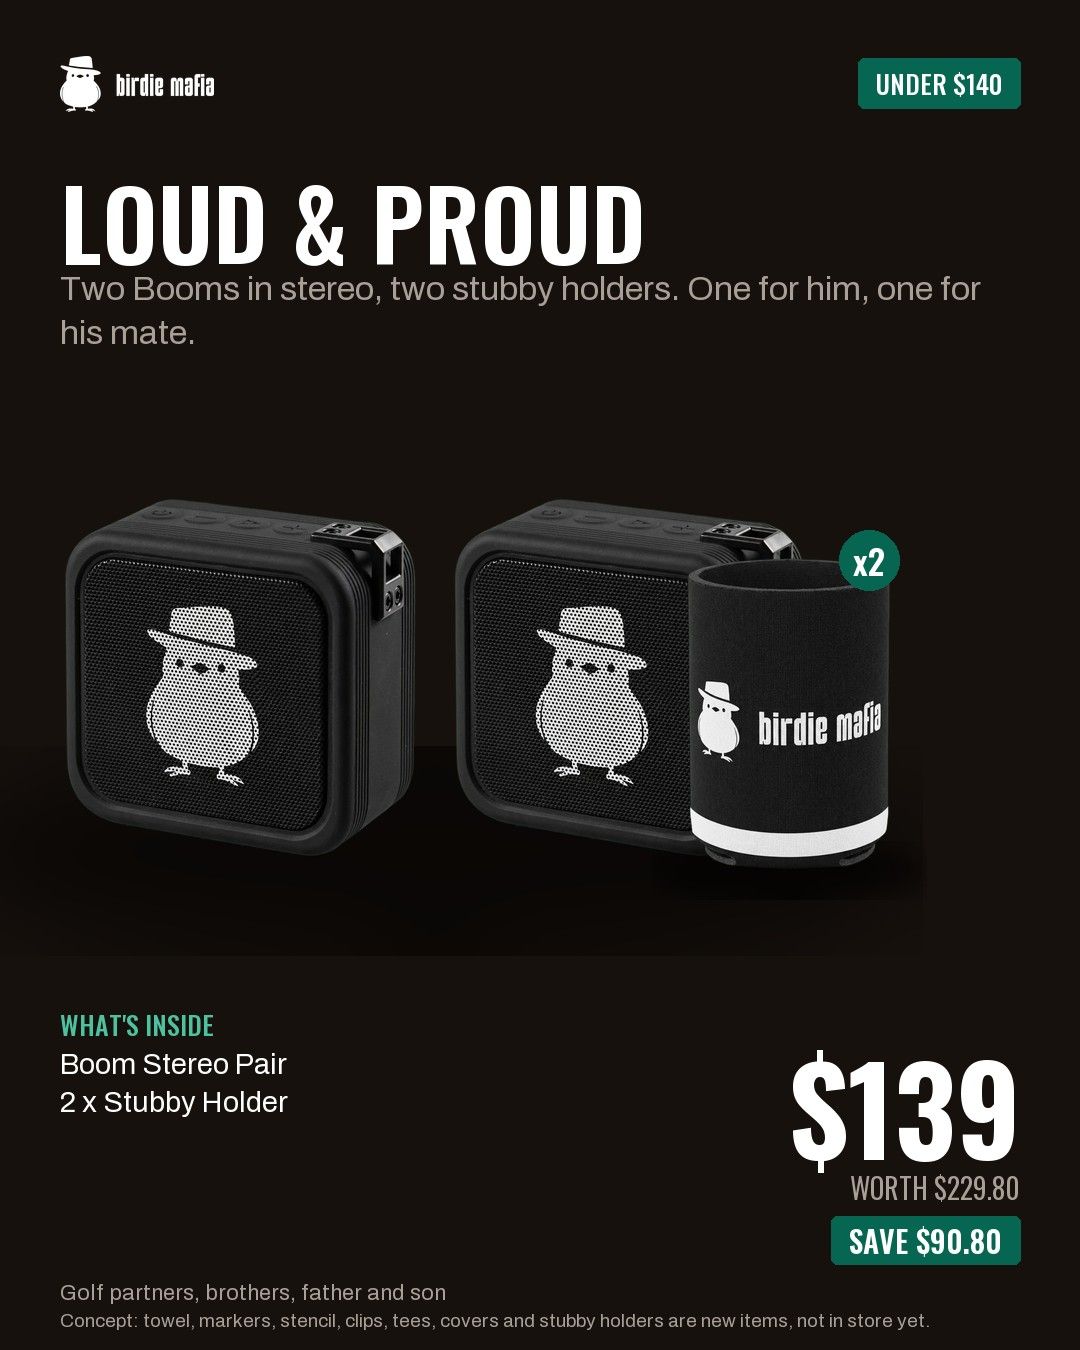 birdie mafia
UNDER $140
LOUD & PROUD
Two Booms in stereo, two stubby holders. One for him, one for
his mate.
x2
birdie mafia
WHAT'S INSIDE
Boom Stereo Pair
2 x Stubby Holder
$139
WORTH $229.80
SAVE $90.80
Golf partners, brothers, father and son
Concept: towel, markers, stencil, clips, tees, covers and stubby holders are new items, not in store yet.